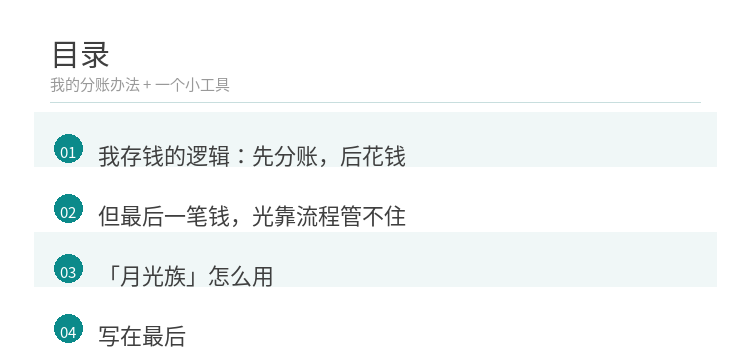 目录
我的分账办法 + 一个小工具
01 我存钱的逻辑：先分账，后花钱
02 但最后一笔钱，光靠流程管不住
03 「月光族」怎么用
04 写在最后